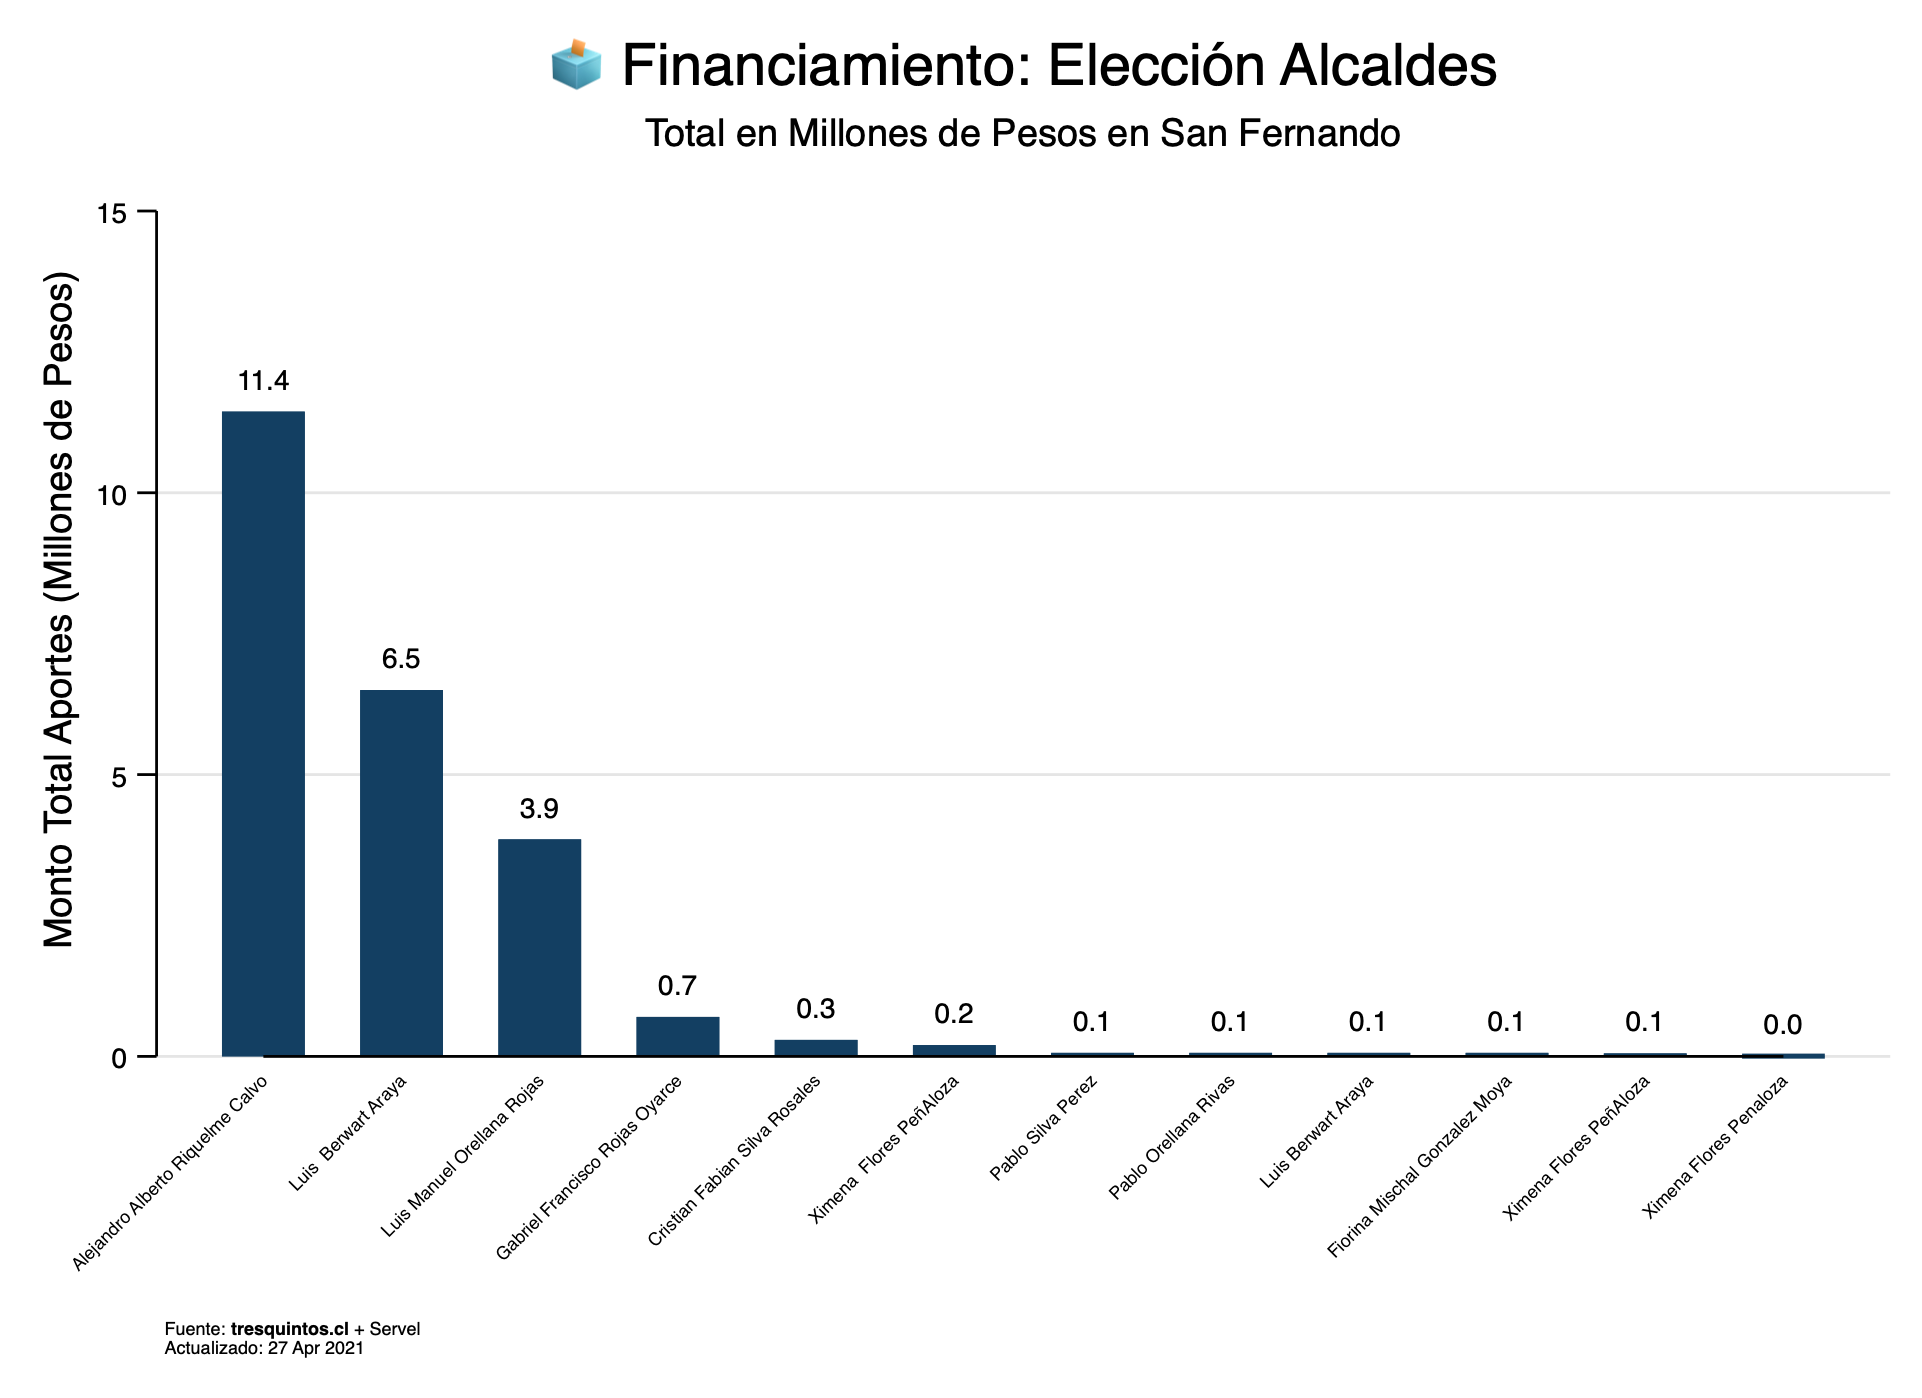 Financiamiento: Elección Alcaldes
Total en Millones de Pesos en San Fernando
Monto Total Aportes (Millones de Pesos)
15
10
5
0
11.4
6.5
3.9
0.7
0.3
0.2
0.1
0.1
0.1
0.1
0.1
0.0
Alejandro Alberto Riquelme Calvo
Luis  Berwart Araya
Luis Manuel Orellana Rojas
Gabriel Francisco Rojas Oyarce
Cristian Fabian Silva Rosales
Ximena  Flores PeñAloza
Pablo Silva Perez
Pablo Orellana Rivas
Luis Berwart Araya
Fiorina Mischal Gonzalez Moya
Ximena Flores PeñAloza
Ximena Flores Penaloza
Fuente: tresquintos.cl + Servel
Actualizado: 27 Apr 2021